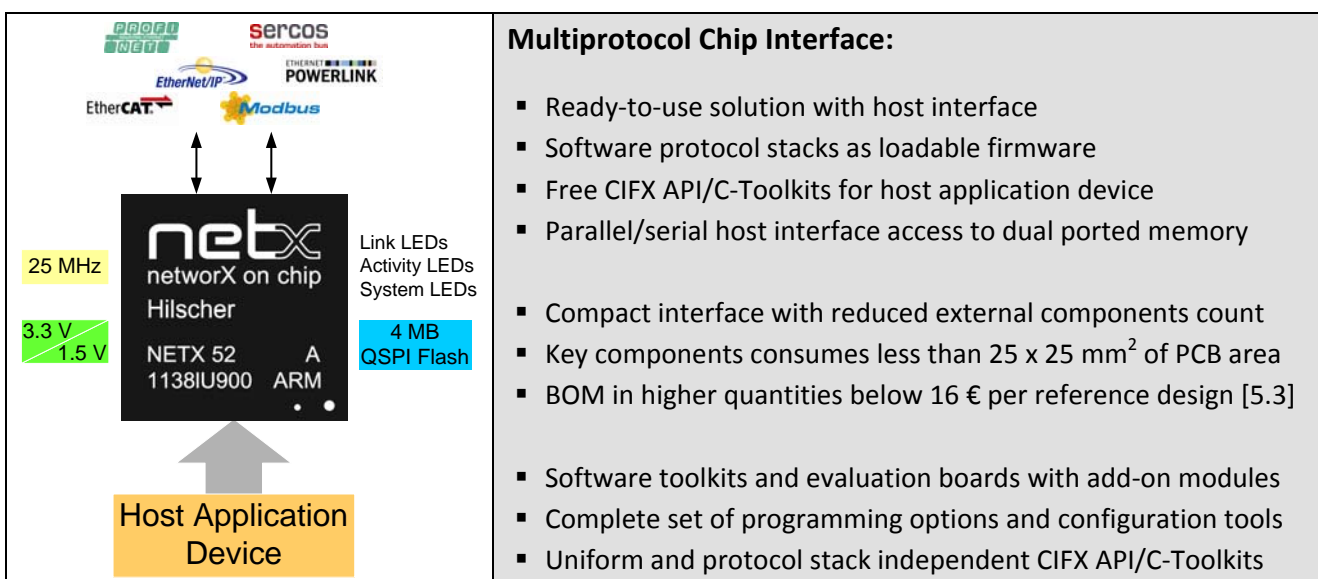 PROFI
NET
sercos
the automation bus
EtherNet/IP
ETHERNET
POWERLINK
EtherCAT
Modbus
netx
networX on chip
Hilscher
NETX 52 A
1138IU900 ARM
25 MHz
3.3 V
1.5 V
Link LEDs
Activity LEDs
System LEDs
4 MB
QSPI Flash
Host Application
Device
Multiprotocol Chip Interface:
▪ Ready-to-use solution with host interface
▪ Software protocol stacks as loadable firmware
▪ Free CIFX API/C-Toolkits for host application device
▪ Parallel/serial host interface access to dual ported memory
▪ Compact interface with reduced external components count
▪ Key components consumes less than 25 x 25 mm² of PCB area
▪ BOM in higher quantities below 16 € per reference design [5.3]
▪ Software toolkits and evaluation boards with add-on modules
▪ Complete set of programming options and configuration tools
▪ Uniform and protocol stack independent CIFX API/C-Toolkits